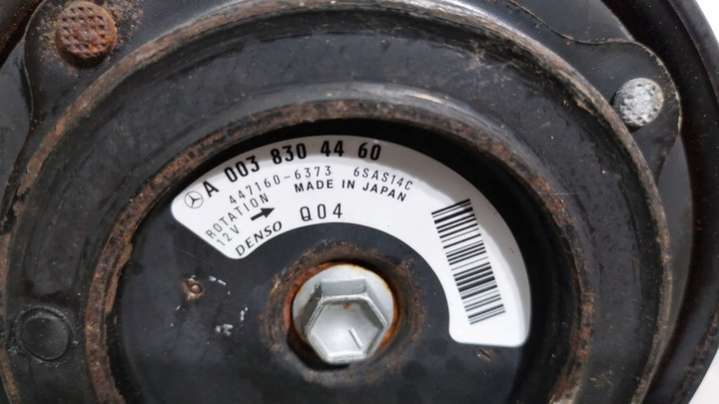 A 003 830 44 60
447160-6373 6SAS14C
ROTATION → MADE IN JAPAN
12V Q04
DENSO